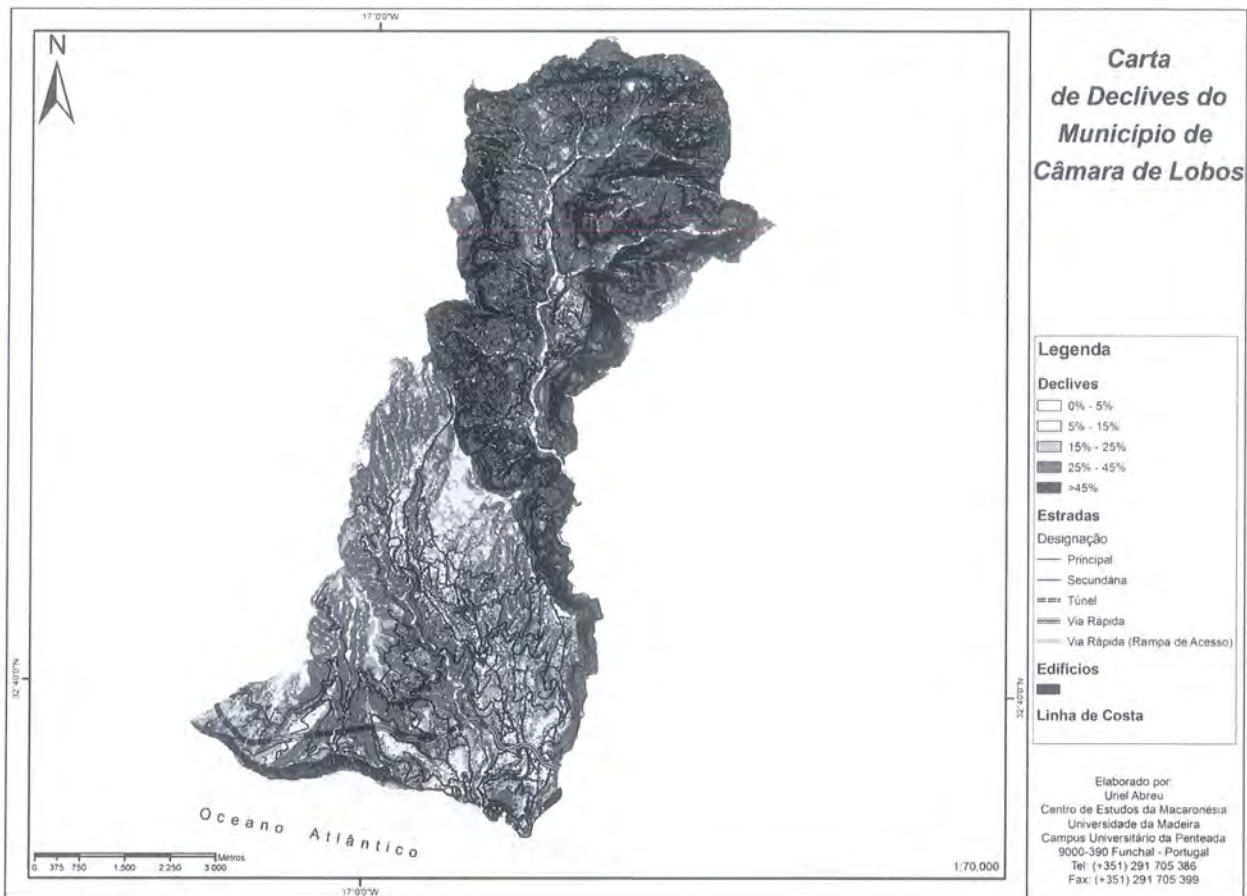 Carta
de Declives do
Município de
Câmara de Lobos
17°0'0"W
N
32°40'0"N
32°40'0"N
Oceano Atlântico
Metros
0 375 750 1.500 2.250 3.000
1:70,000
17°0'0"W
Legenda
Declives
0% - 5%
5% - 15%
15% - 25%
25% - 45%
>45%
Estradas
Designação
Principal
Secundária
Túnel
Via Rápida
Via Rápida (Rampa de Acesso)
Edifícios
Linha de Costa
Elaborado por:
Uriel Abreu
Centro de Estudos da Macaronésia
Universidade da Madeira
Campus Universitário da Penteada
9000-390 Funchal - Portugal
Tel: (+351) 291 705 386
Fax: (+351) 291 705 399